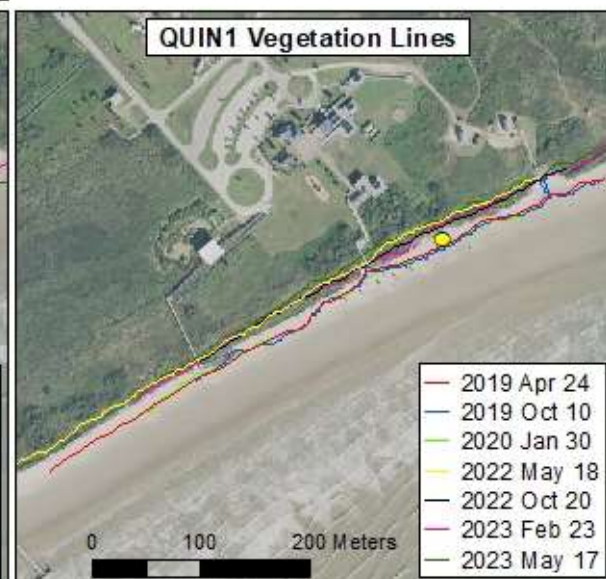 QUIN1 Vegetation Lines
2019 Apr 24
2019 Oct 10
2020 Jan 30
2022 May 18
2022 Oct 20
2023 Feb 23
2023 May 17
0 100 200 Meters